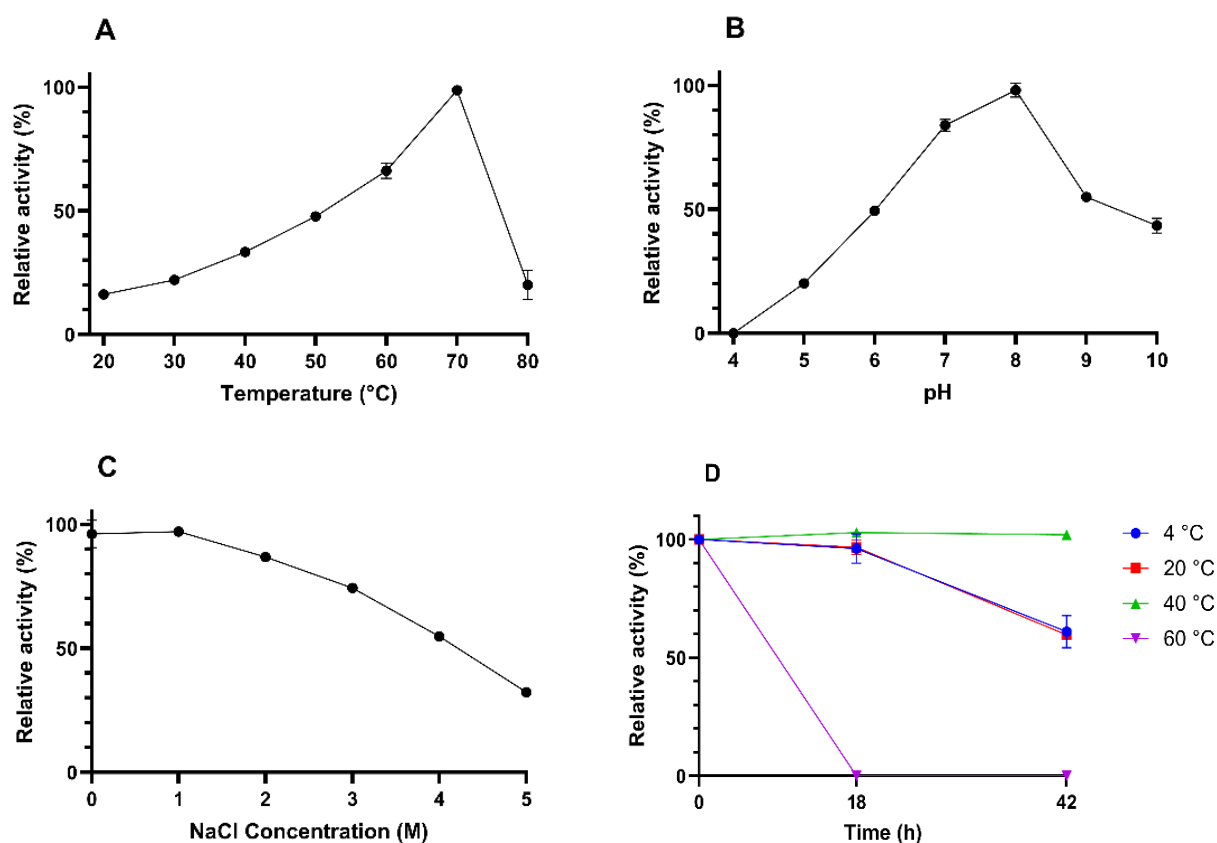 A
Relative activity (%)
100
50
0
20 30 40 50 60 70 80
Temperature (°C)
B
Relative activity (%)
100
50
0
4 5 6 7 8 9 10
pH
C
Relative activity (%)
100
50
0
0 1 2 3 4 5
NaCl Concentration (M)
D
Relative activity (%)
100
50
0
0 18 42
Time (h)
4 °C
20 °C
40 °C
60 °C